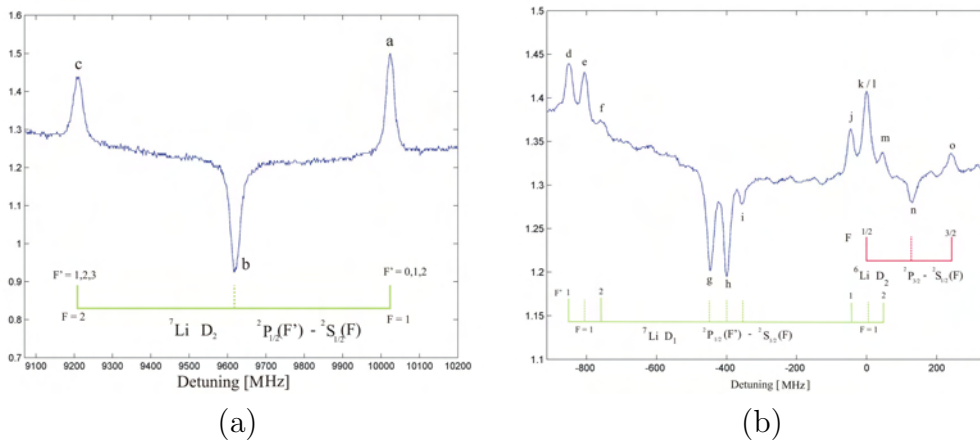 1.6
1.5
1.4
1.3
1.2
1.1
1
0.9
0.8
0.7
c
a
b
F' = 1,2,3
F' = 0,1,2
F = 2
F = 1
⁷Li D₂ ²P₁/₂(F') - ²S₁/₂(F)
9100 9200 9300 9400 9500 9600 9700 9800 9900 10000 10100 10200
Detuning [MHz]
(a)
1.5
1.45
1.4
1.35
1.3
1.25
1.2
1.15
1.1
d e f
g h i
j k / l m
n o
F 1/2 3/2
⁶Li D₂ ²P₃/₂ - ²S₁/₂(F)
F' 1 2 1 2
F = 1 F = 1
⁷Li D₁ ²P₁/₂(F') - ²S₁/₂(F)
-800 -600 -400 -200 0 200
Detuning [MHz]
(b)